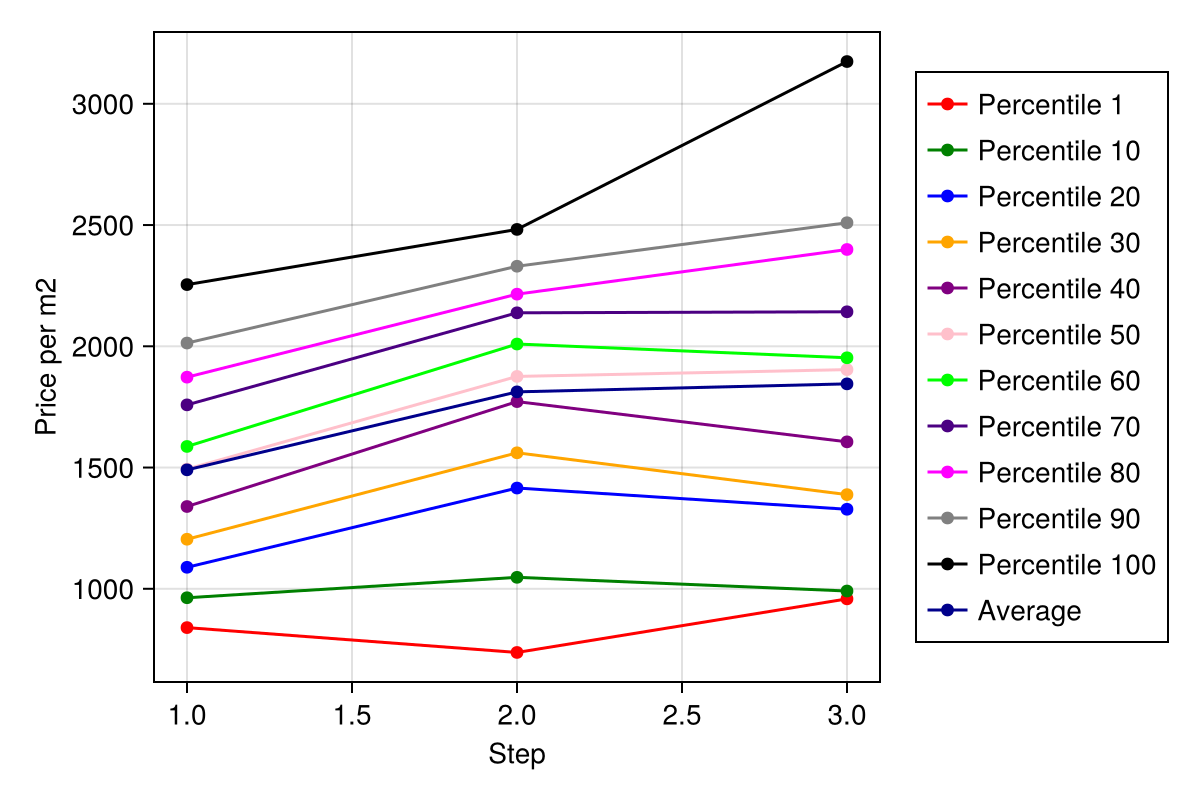 3000
2500
2000
1500
1000
Price per m2
1.0 1.5 2.0 2.5 3.0
Step
Percentile 1
Percentile 10
Percentile 20
Percentile 30
Percentile 40
Percentile 50
Percentile 60
Percentile 70
Percentile 80
Percentile 90
Percentile 100
Average